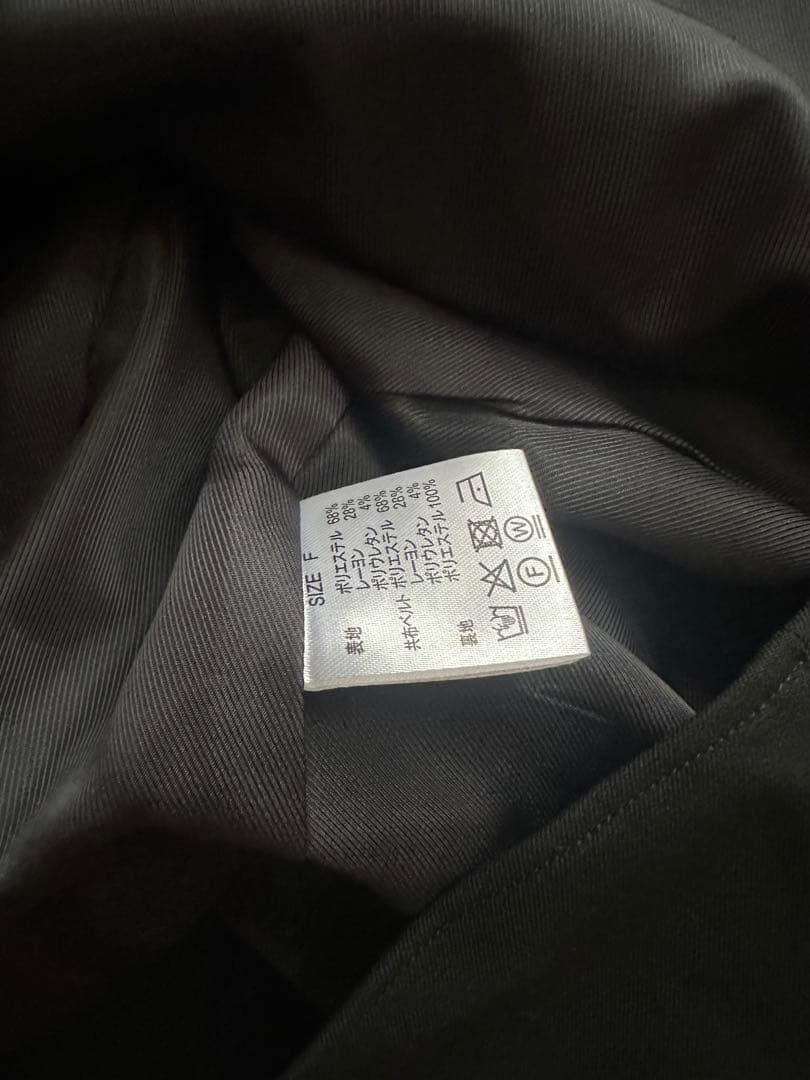 SIZE F
表地 ポリエステル 68%
レーヨン 28%
ポリウレタン 4%
共布ベルト ポリエステル 68%
レーヨン 28%
ポリウレタン 4%
裏地 ポリエステル 100%
F W